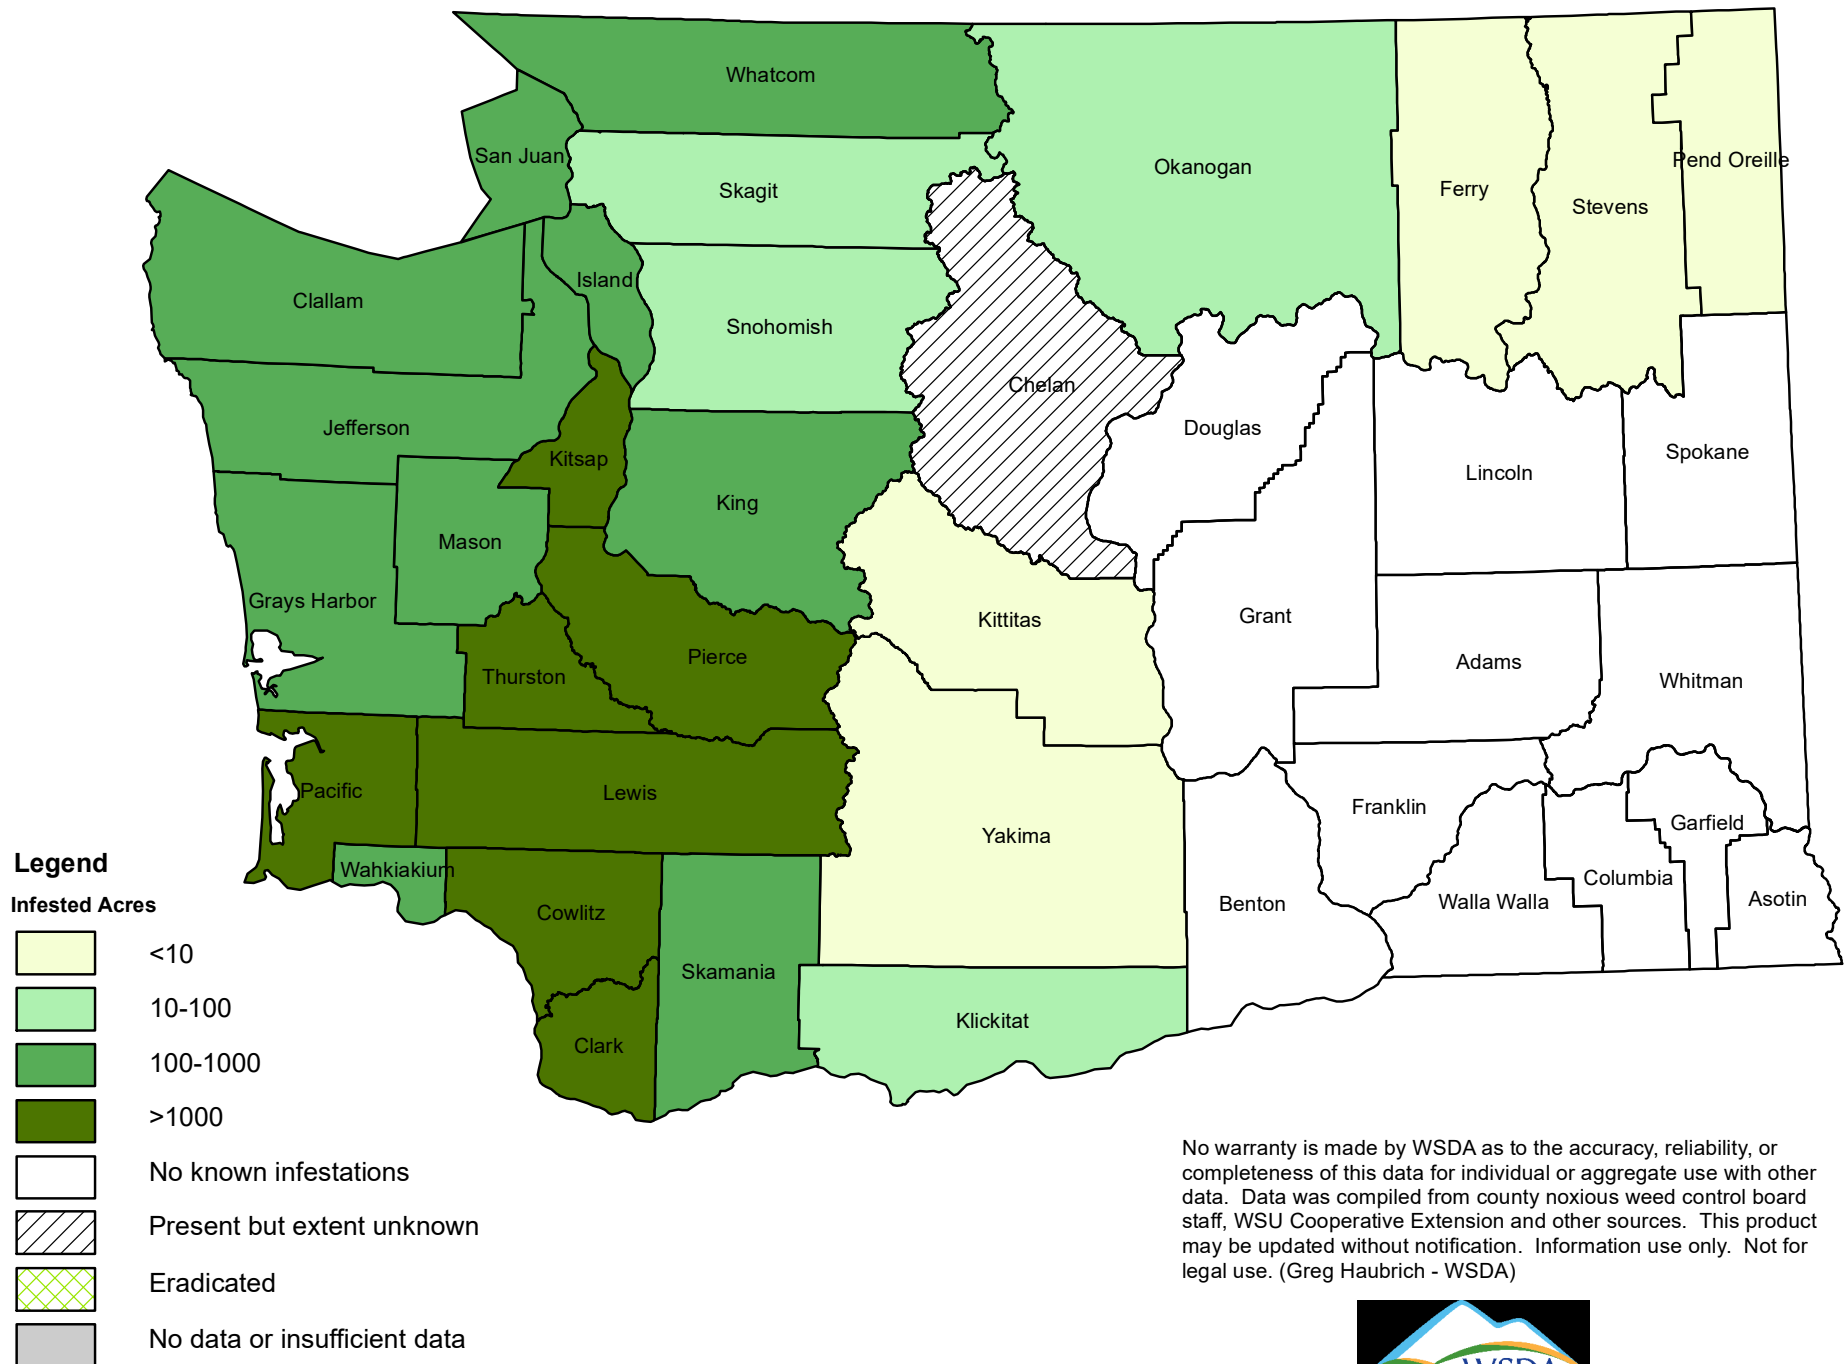 Whatcom
San Juan
Skagit
Okanogan
Ferry
Stevens
Pend Oreille
Clallam
Island
Snohomish
Chelan
Jefferson
Kitsap
King
Douglas
Lincoln
Spokane
Mason
Grays Harbor
Kittitas
Grant
Adams
Whitman
Thurston
Pierce
Pacific
Lewis
Yakima
Franklin
Garfield
Wahkiakium
Cowlitz
Skamania
Benton
Walla Walla
Columbia
Asotin
Clark
Klickitat
Legend
Infested Acres
<10
10-100
100-1000
>1000
No known infestations
Present but extent unknown
Eradicated
No data or insufficient data
No warranty is made by WSDA as to the accuracy, reliability, or
completeness of this data for individual or aggregate use with other
data. Data was compiled from county noxious weed control board
staff, WSU Cooperative Extension and other sources. This product
may be updated without notification. Information use only. Not for
legal use. (Greg Haubrich - WSDA)
WSDA